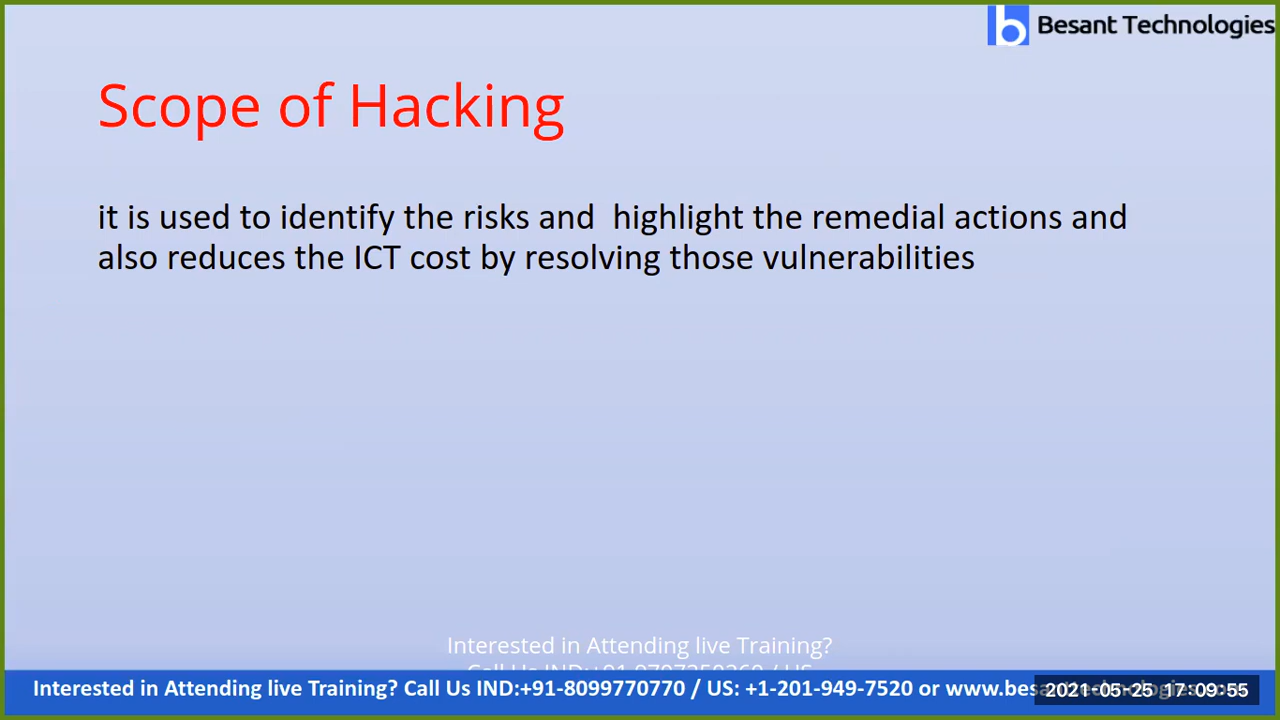 Besant Technologies
Scope of Hacking
it is used to identify the risks and  highlight the remedial actions and
also reduces the ICT cost by resolving those vulnerabilities
Interested in Attending live Training?
Interested in Attending live Training? Call Us IND:+91-8099770770 / US: +1-201-949-7520 or www.bes
2021-05-25 17:09:55